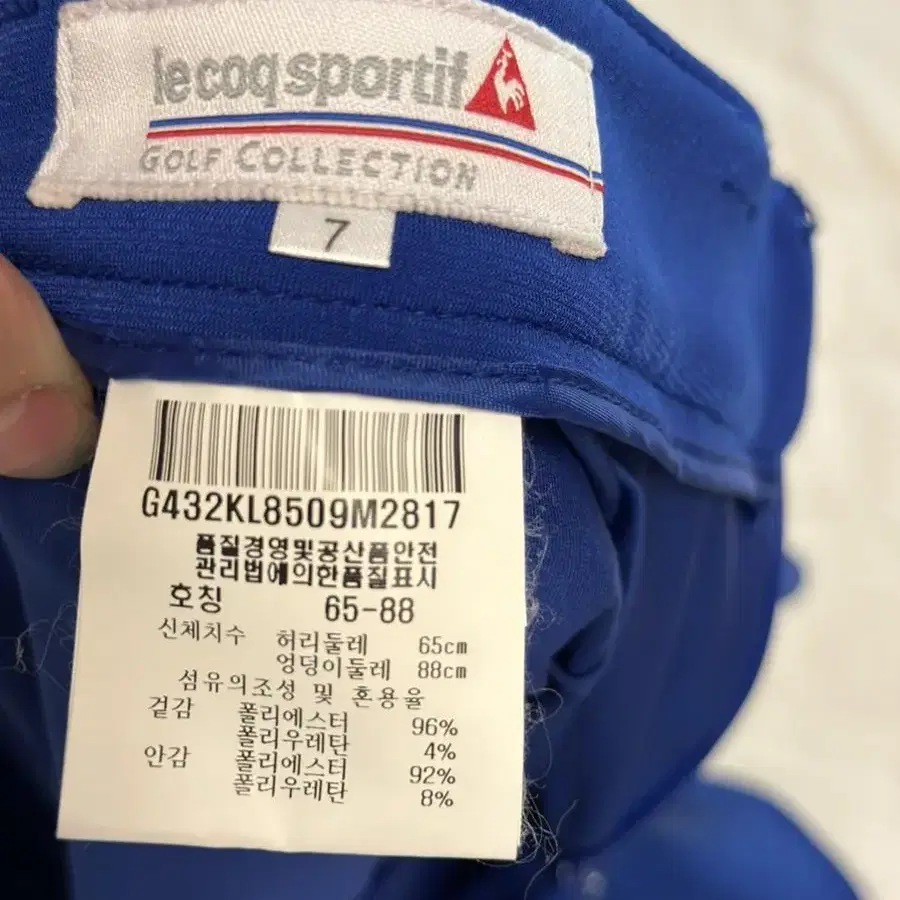 le coq sportif
GOLF COLLECTION
7
G432KL8509M2817
품질경영및공산품안전
관리법에의한품질표시
호칭 65-88
신체치수 허리둘레 65cm
엉덩이둘레 88cm
섬유의조성 및 혼용율
겉감 폴리에스터 96%
폴리우레탄 4%
안감 폴리에스터 92%
폴리우레탄 8%